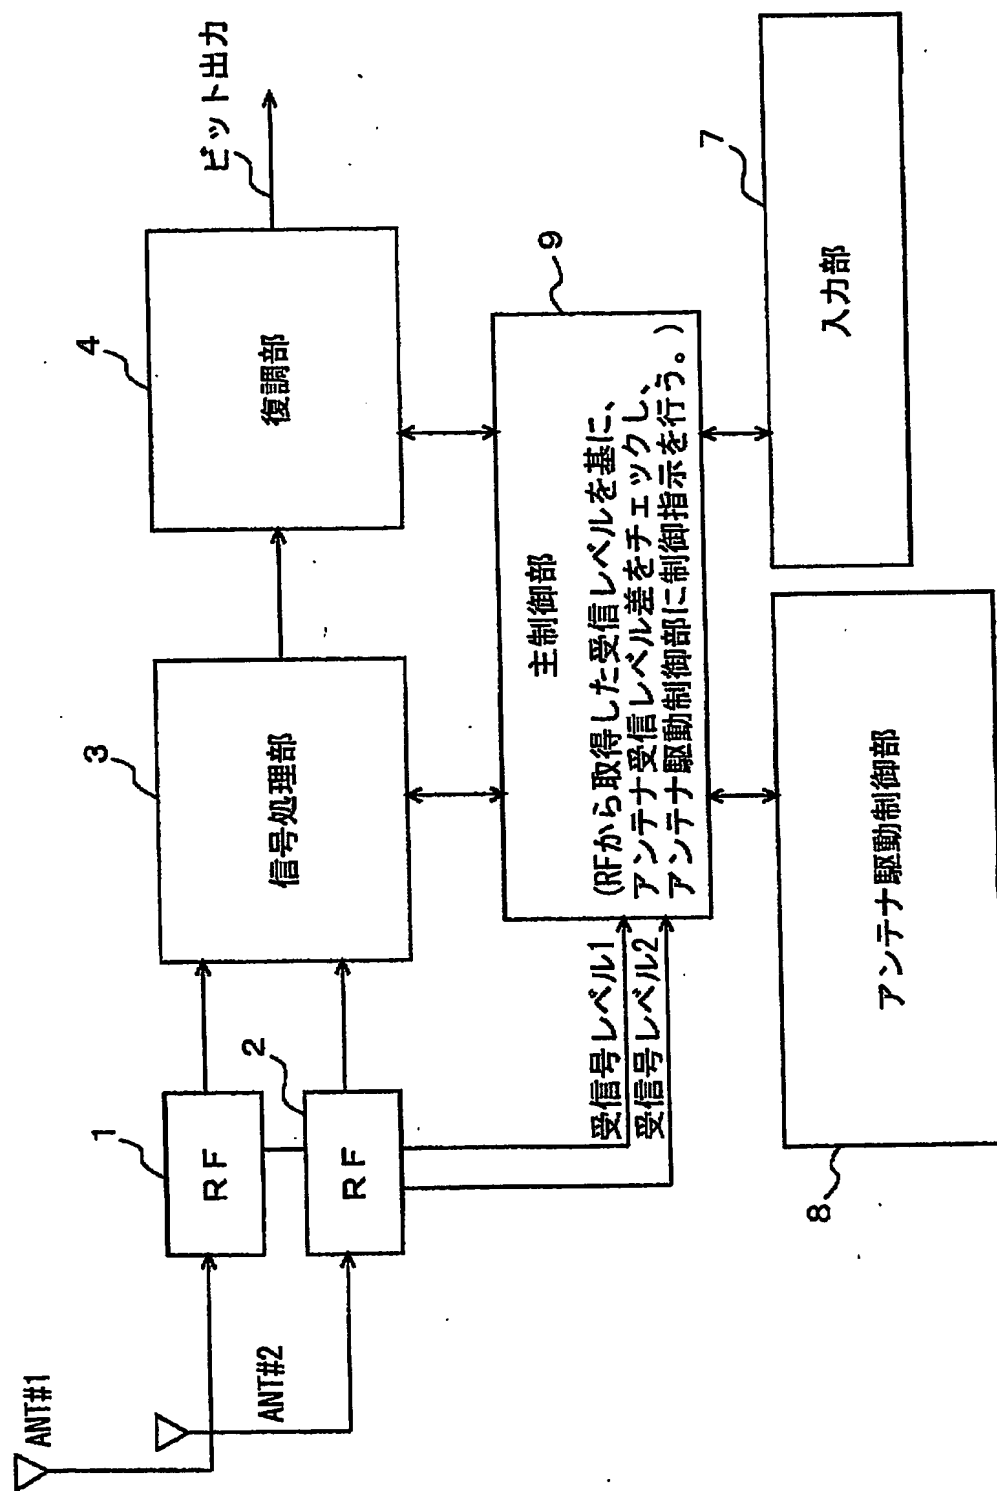 ANT#1
ANT#2
1
RF
2
RF
3
信号処理部
4
復調部
ビット出力
受信号レベル1
受信号レベル2
主制御部
(RFから取得した受信レベルを基に、
アンテナ受信レベル差をチェックし、
アンテナ駆動制御部に制御指示を行う。)
9
8
アンテナ駆動制御部
7
入力部